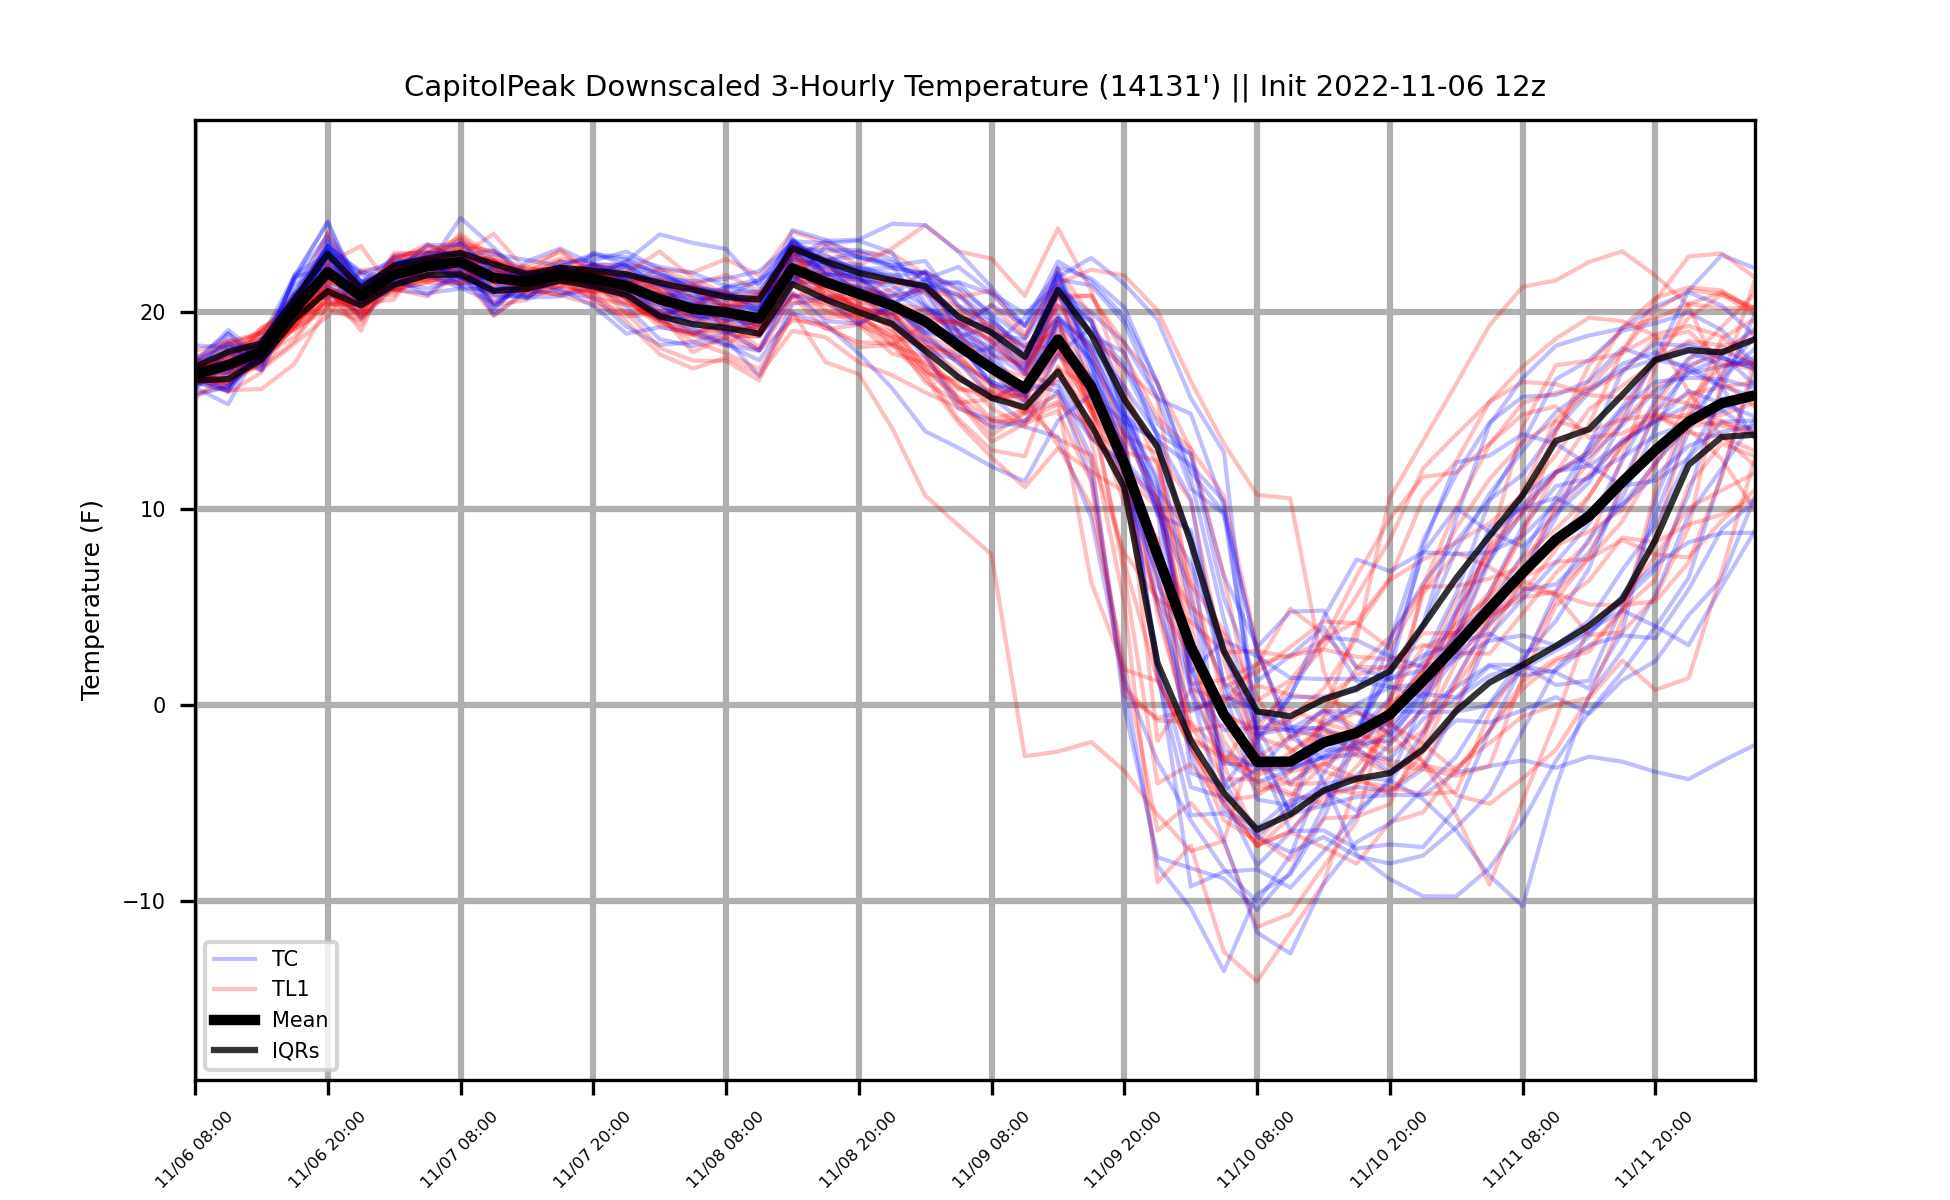 CapitolPeak Downscaled 3-Hourly Temperature (14131') || Init 2022-11-06 12z
Temperature (F)
20
10
0
−10
TC
TL1
Mean
IQRs
11/06 08:00
11/06 20:00
11/07 08:00
11/07 20:00
11/08 08:00
11/08 20:00
11/09 08:00
11/09 20:00
11/10 08:00
11/10 20:00
11/11 08:00
11/11 20:00